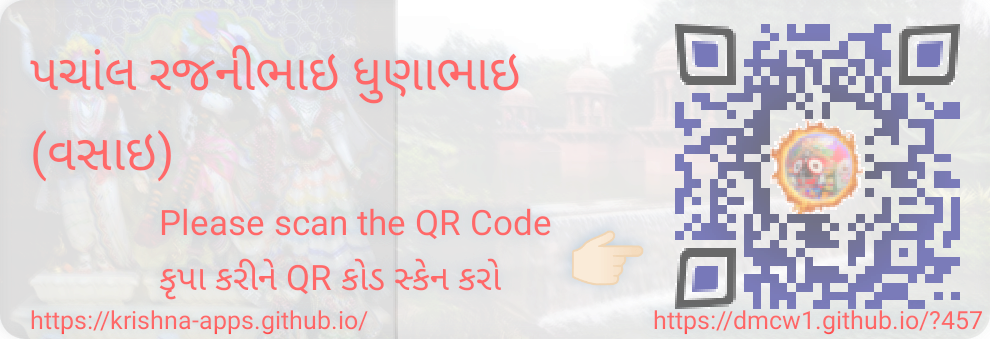 પચાંલ રજનીભાઇ ધુણાભાઇ
(વસાઇ)
Please scan the QR Code
કૃપા કરીને QR કોડ સ્કેન કરો
https://krishna-apps.github.io/
https://dmcw1.github.io/?457